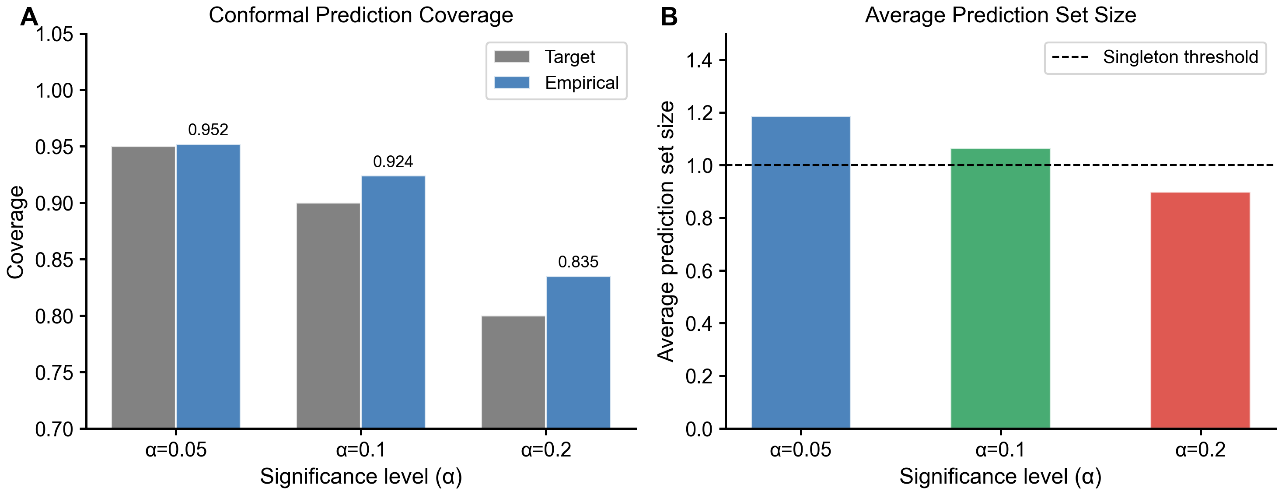 A
Conformal Prediction Coverage
1.05
1.00
0.95
0.90
0.85
0.80
0.75
0.70
Coverage
Target
Empirical
0.952
0.924
0.835
α=0.05
α=0.1
α=0.2
Significance level (α)
B
Average Prediction Set Size
1.4
1.2
1.0
0.8
0.6
0.4
0.2
0.0
Average prediction set size
Singleton threshold
α=0.05
α=0.1
α=0.2
Significance level (α)